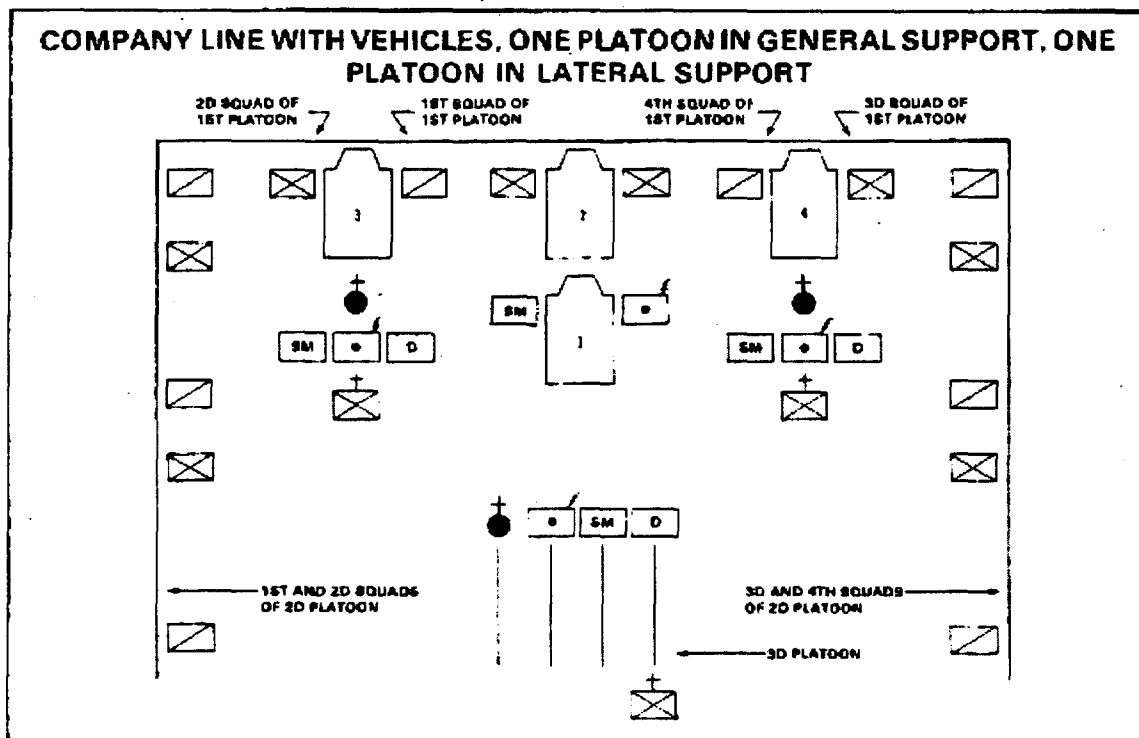 COMPANY LINE WITH VEHICLES, ONE PLATOON IN GENERAL SUPPORT, ONE
PLATOON IN LATERAL SUPPORT
2D SQUAD OF
1ST PLATOON
1ST SQUAD OF
1ST PLATOON
4TH SQUAD OF
1ST PLATOON
3D SQUAD OF
1ST PLATOON
3
2
4
SM
1
SM
D
SM
D
SM
D
1ST AND 2D SQUADS
OF 2D PLATOON
3D AND 4TH SQUADS
OF 2D PLATOON
3D PLATOON